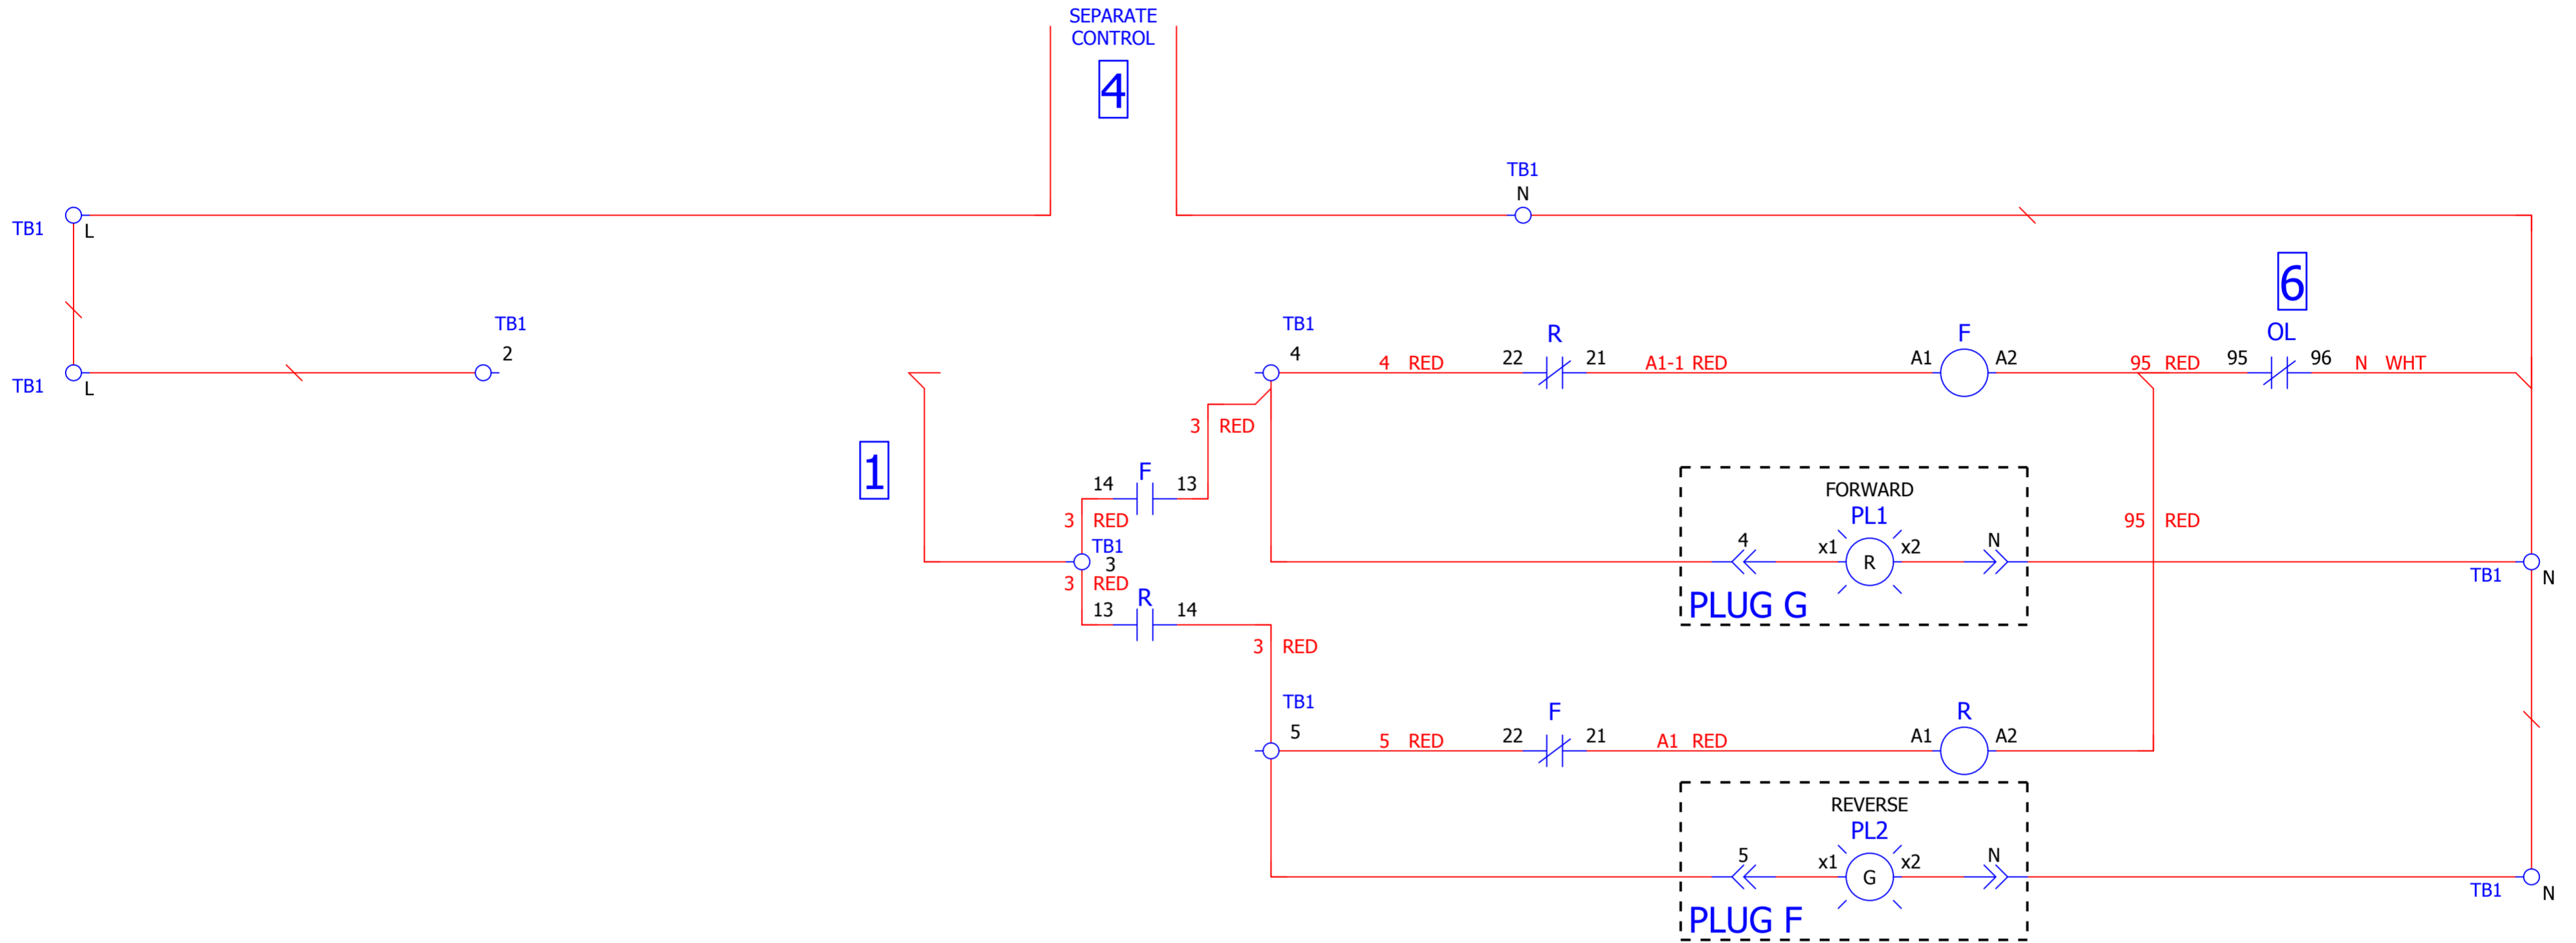 SEPARATE
CONTROL
4
TB1
N
TB1
L
6
TB1
2
TB1
4
R
F
OL
4 RED
22
21
A1-1 RED
A1
A2
95 RED
95
96
N WHT
TB1
L
3 RED
1
F
14
13
FORWARD
PL1
3 RED
95 RED
TB1
3
4
x1
R
x2
N
TB1
N
3 RED
R
13
14
PLUG G
3 RED
TB1
5
F
R
5 RED
22
21
A1 RED
A1
A2
REVERSE
PL2
5
x1
G
x2
N
TB1
N
PLUG F